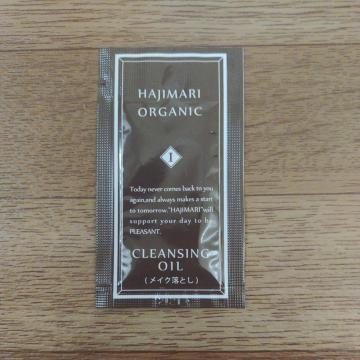 HAJIMARI
ORGANIC
I
Today never comes back to you
again,and always makes a start
to tomorrow."HAJIMARI"will
support your day to be
PLEASANT.
CLEANSING
OIL
(メイク落とし)